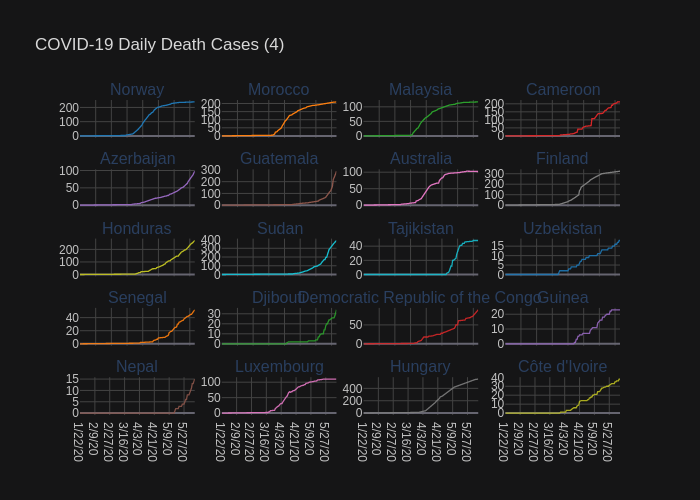 COVID-19 Daily Death Cases (4)
Norway Morocco Malaysia Cameroon
200 100 0
200 150 100 50 0
100 50 0
200 150 100 50 0
Azerbaijan Guatemala Australia Finland
100 50 0
300 200 100 0
100 50 0
300 200 100 0
Honduras Sudan Tajikistan Uzbekistan
200 100 0
400 300 200 100 0
40 20 0
15 10 5 0
Senegal Djibouti Democratic Republic of the Congo Guinea
40 20 0
30 20 10 0
50 0
20 10 0
Nepal Luxembourg Hungary Côte d'Ivoire
15 10 5 0
100 50 0
400 200 0
40 30 20 10 0
1/22/20 2/9/20 2/27/20 3/16/20 4/3/20 4/21/20 5/9/20 5/27/20
1/22/20 2/9/20 2/27/20 3/16/20 4/3/20 4/21/20 5/9/20 5/27/20
1/22/20 2/9/20 2/27/20 3/16/20 4/3/20 4/21/20 5/9/20 5/27/20
1/22/20 2/9/20 2/27/20 3/16/20 4/3/20 4/21/20 5/9/20 5/27/20